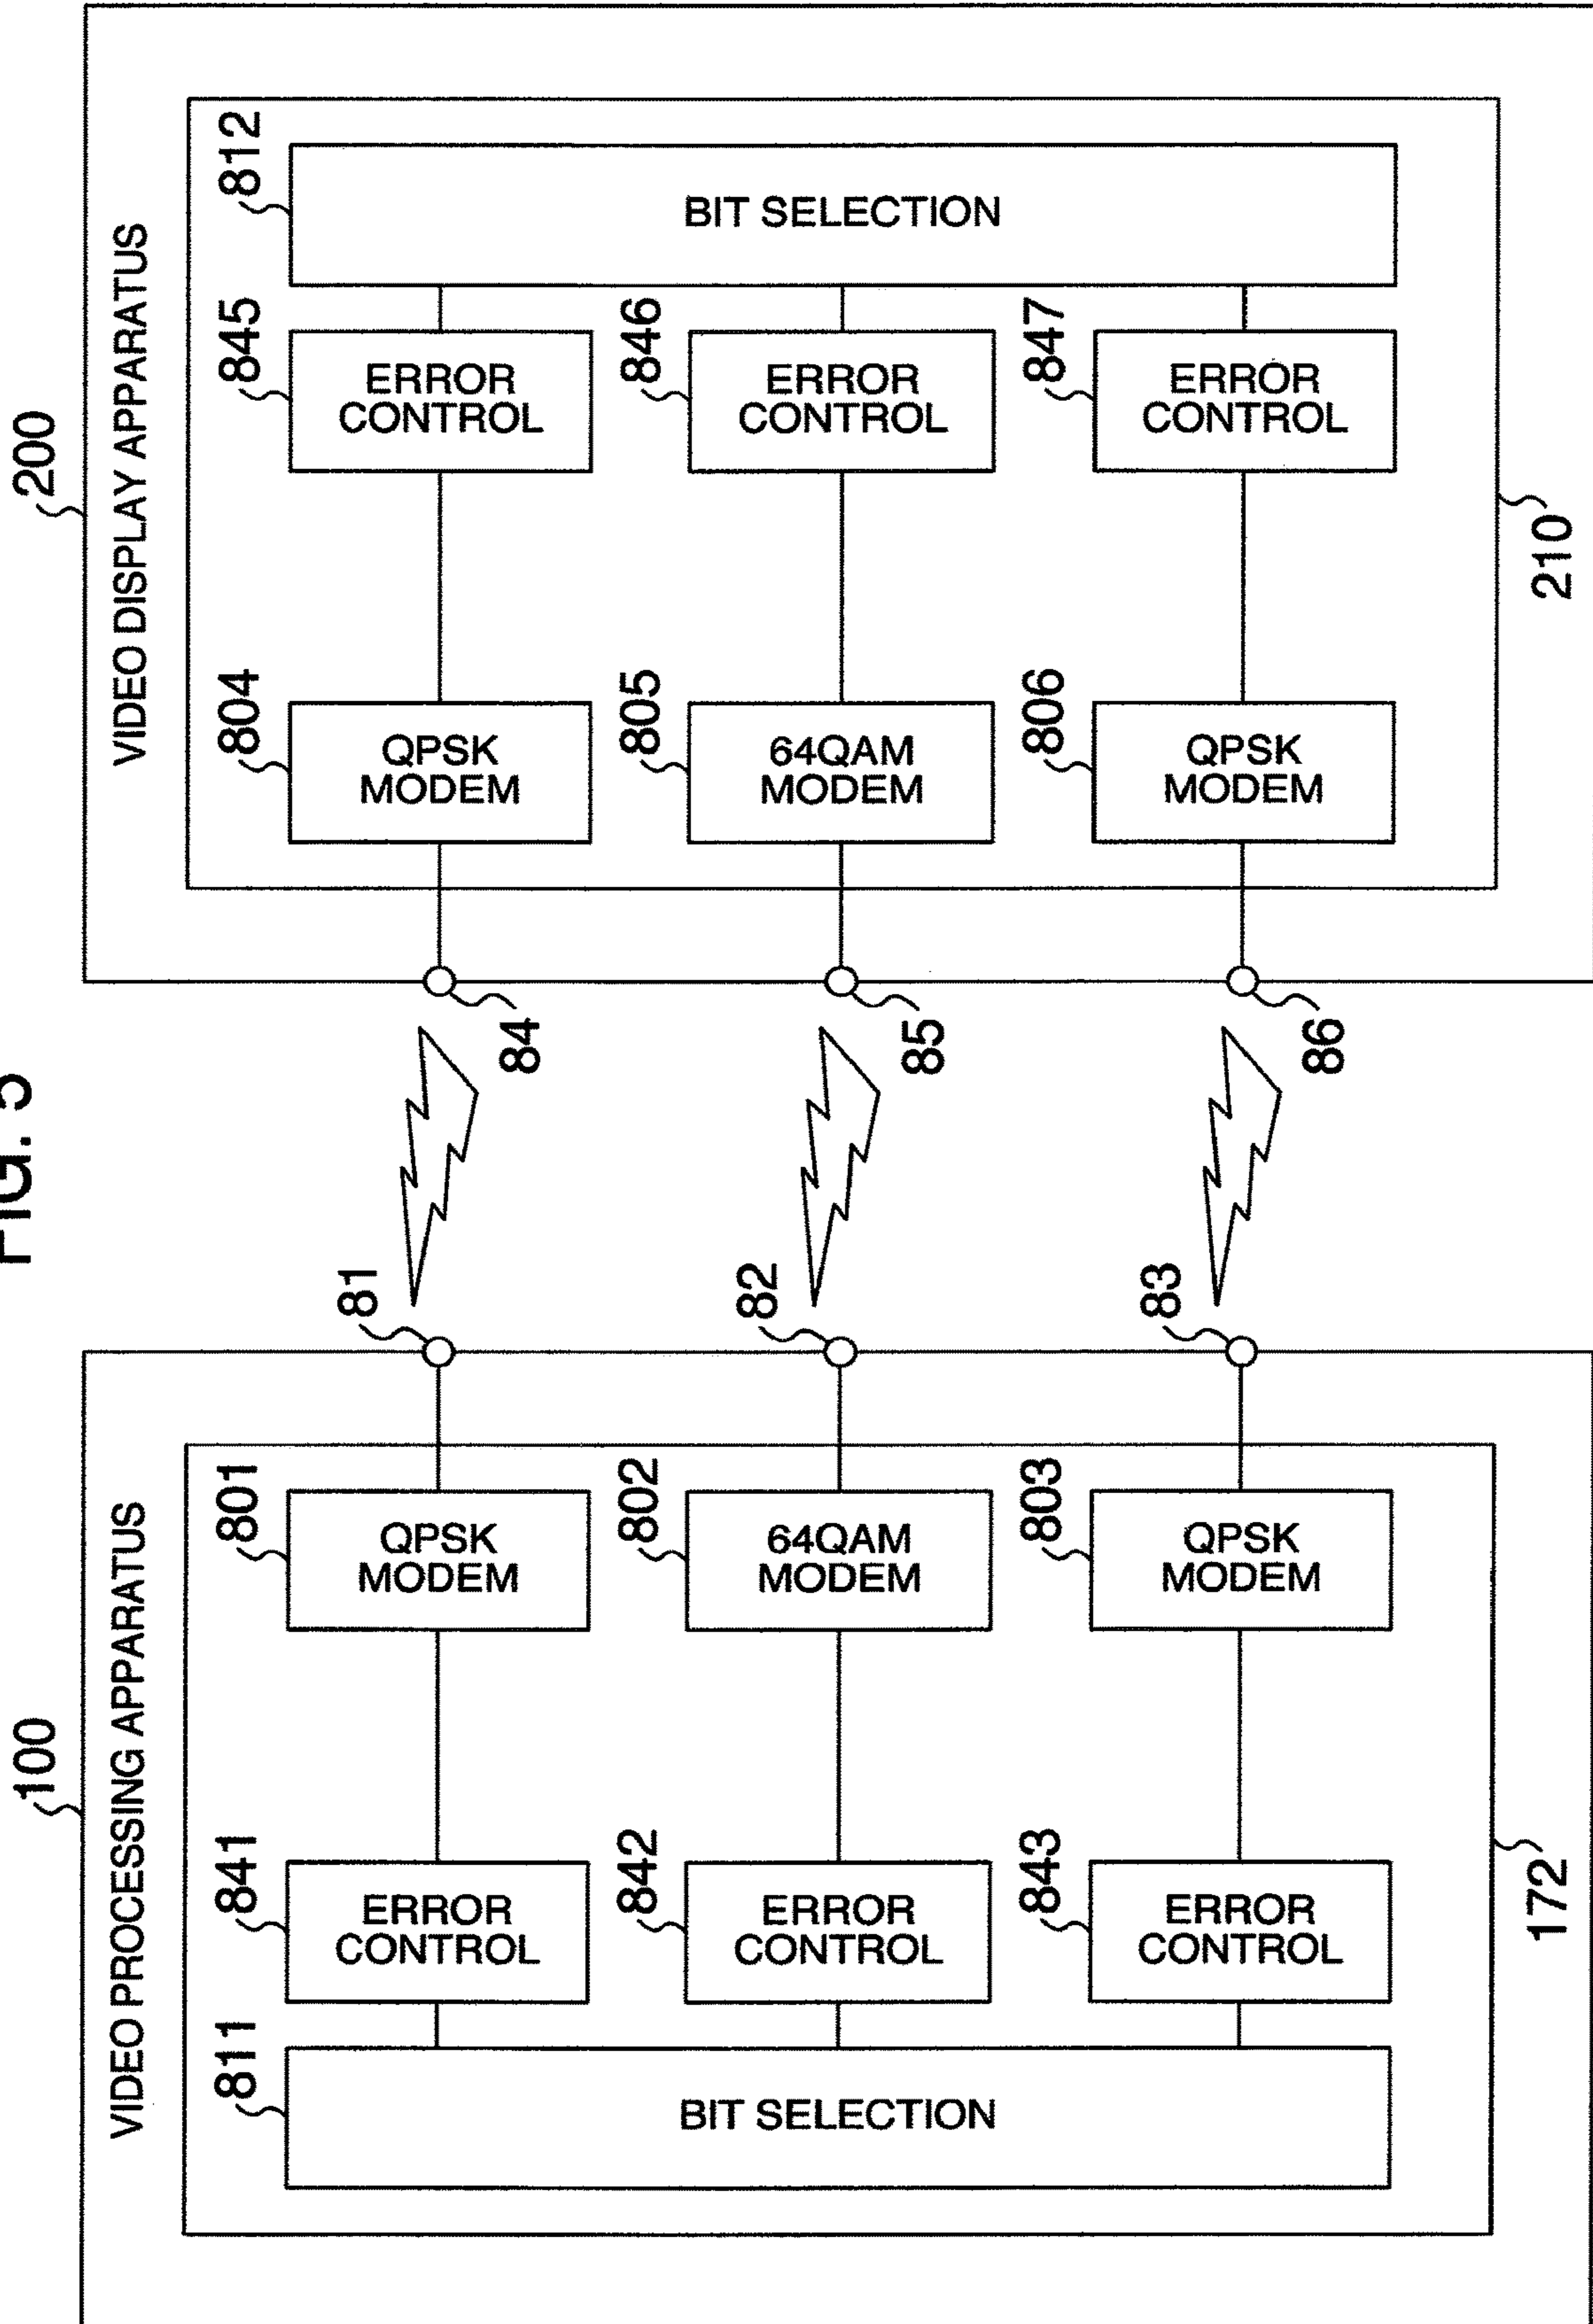 FIG. 5
100
VIDEO PROCESSING APPARATUS
811
BIT SELECTION
841
ERROR
CONTROL
801
QPSK
MODEM
81
842
ERROR
CONTROL
802
64QAM
MODEM
82
843
ERROR
CONTROL
803
QPSK
MODEM
83
172
200
VIDEO DISPLAY APPARATUS
84
804
QPSK
MODEM
845
ERROR
CONTROL
812
BIT SELECTION
85
805
64QAM
MODEM
846
ERROR
CONTROL
86
806
QPSK
MODEM
847
ERROR
CONTROL
210